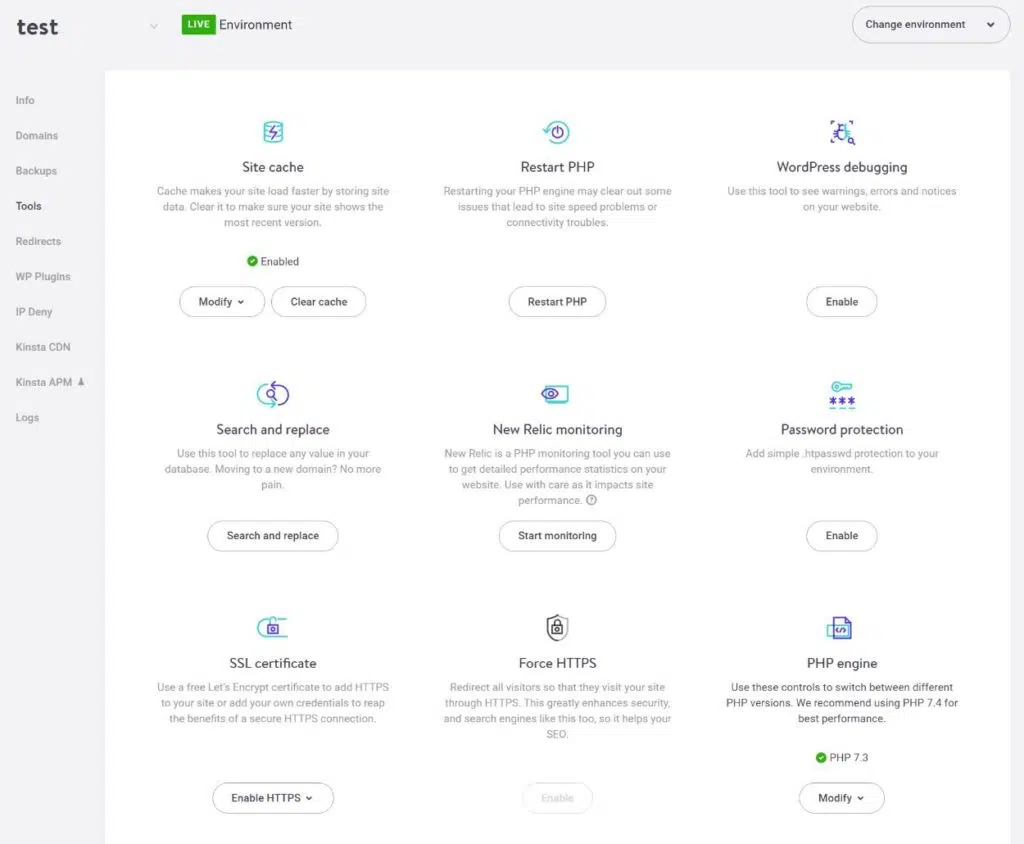 test
LIVE Environment
Change environment
Info
Domains
Backups
Tools
Redirects
WP Plugins
IP Deny
Kinsta CDN
Kinsta APM
Logs
Site cache
Cache makes your site load faster by storing site
data. Clear it to make sure your site shows the
most recent version.
Enabled
Modify
Clear cache
Restart PHP
Restarting your PHP engine may clear out some
issues that lead to site speed problems or
connectivity troubles.
Restart PHP
WordPress debugging
Use this tool to see warnings, errors and notices
on your website.
Enable
Search and replace
Use this tool to replace any value in your
database. Moving to a new domain? No more
pain.
Search and replace
New Relic monitoring
New Relic is a PHP monitoring tool you can use
to get detailed performance statistics on your
website. Use with care as it impacts site
performance.
Start monitoring
Password protection
Add simple .htpasswd protection to your
environment.
Enable
SSL certificate
Use a free Let's Encrypt certificate to add HTTPS
to your site or add your own credentials to reap
the benefits of a secure HTTPS connection.
Enable HTTPS
Force HTTPS
Redirect all visitors so that they visit your site
through HTTPS. This greatly enhances security,
and search engines like this too, so it helps your
SEO.
Enable
PHP engine
Use these controls to switch between different
PHP versions. We recommend using PHP 7.4 for
best performance.
PHP 7.3
Modify